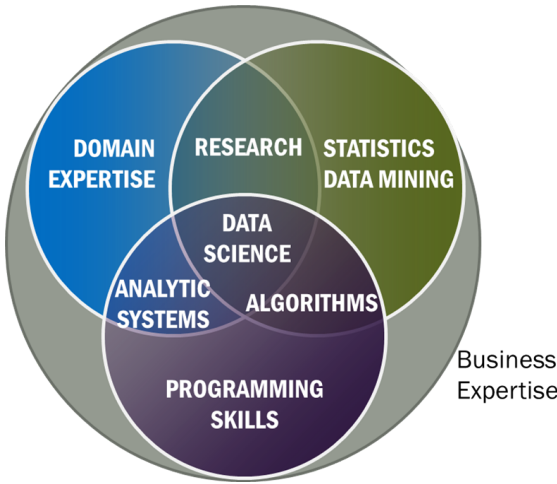 DOMAIN
EXPERTISE
RESEARCH
STATISTICS
DATA MINING
DATA
SCIENCE
ANALYTIC
SYSTEMS
ALGORITHMS
PROGRAMMING
SKILLS
Business
Expertise